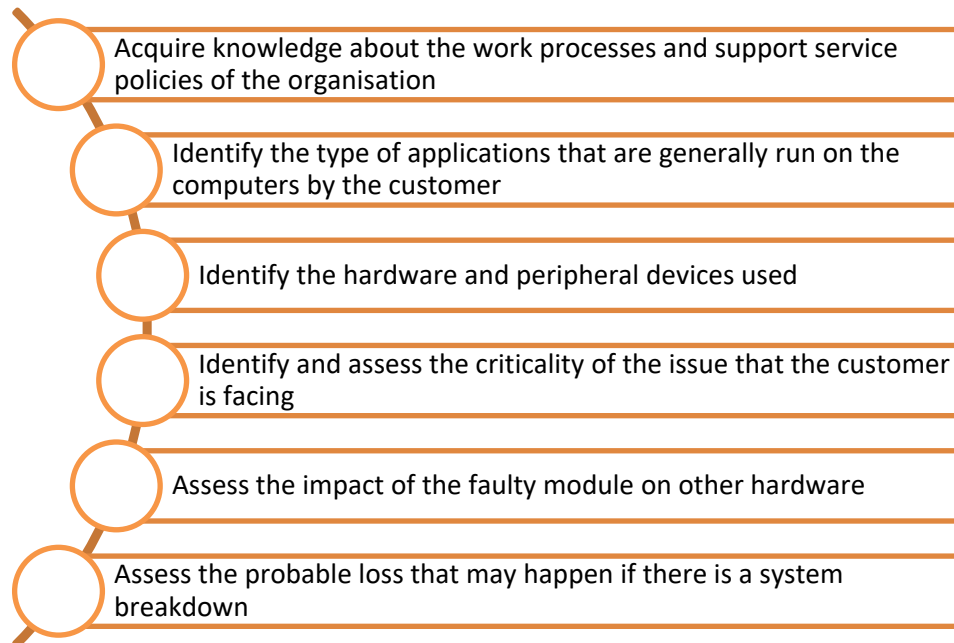 Acquire knowledge about the work processes and support service
policies of the organisation
Identify the type of applications that are generally run on the
computers by the customer
Identify the hardware and peripheral devices used
Identify and assess the criticality of the issue that the customer
is facing
Assess the impact of the faulty module on other hardware
Assess the probable loss that may happen if there is a system
breakdown